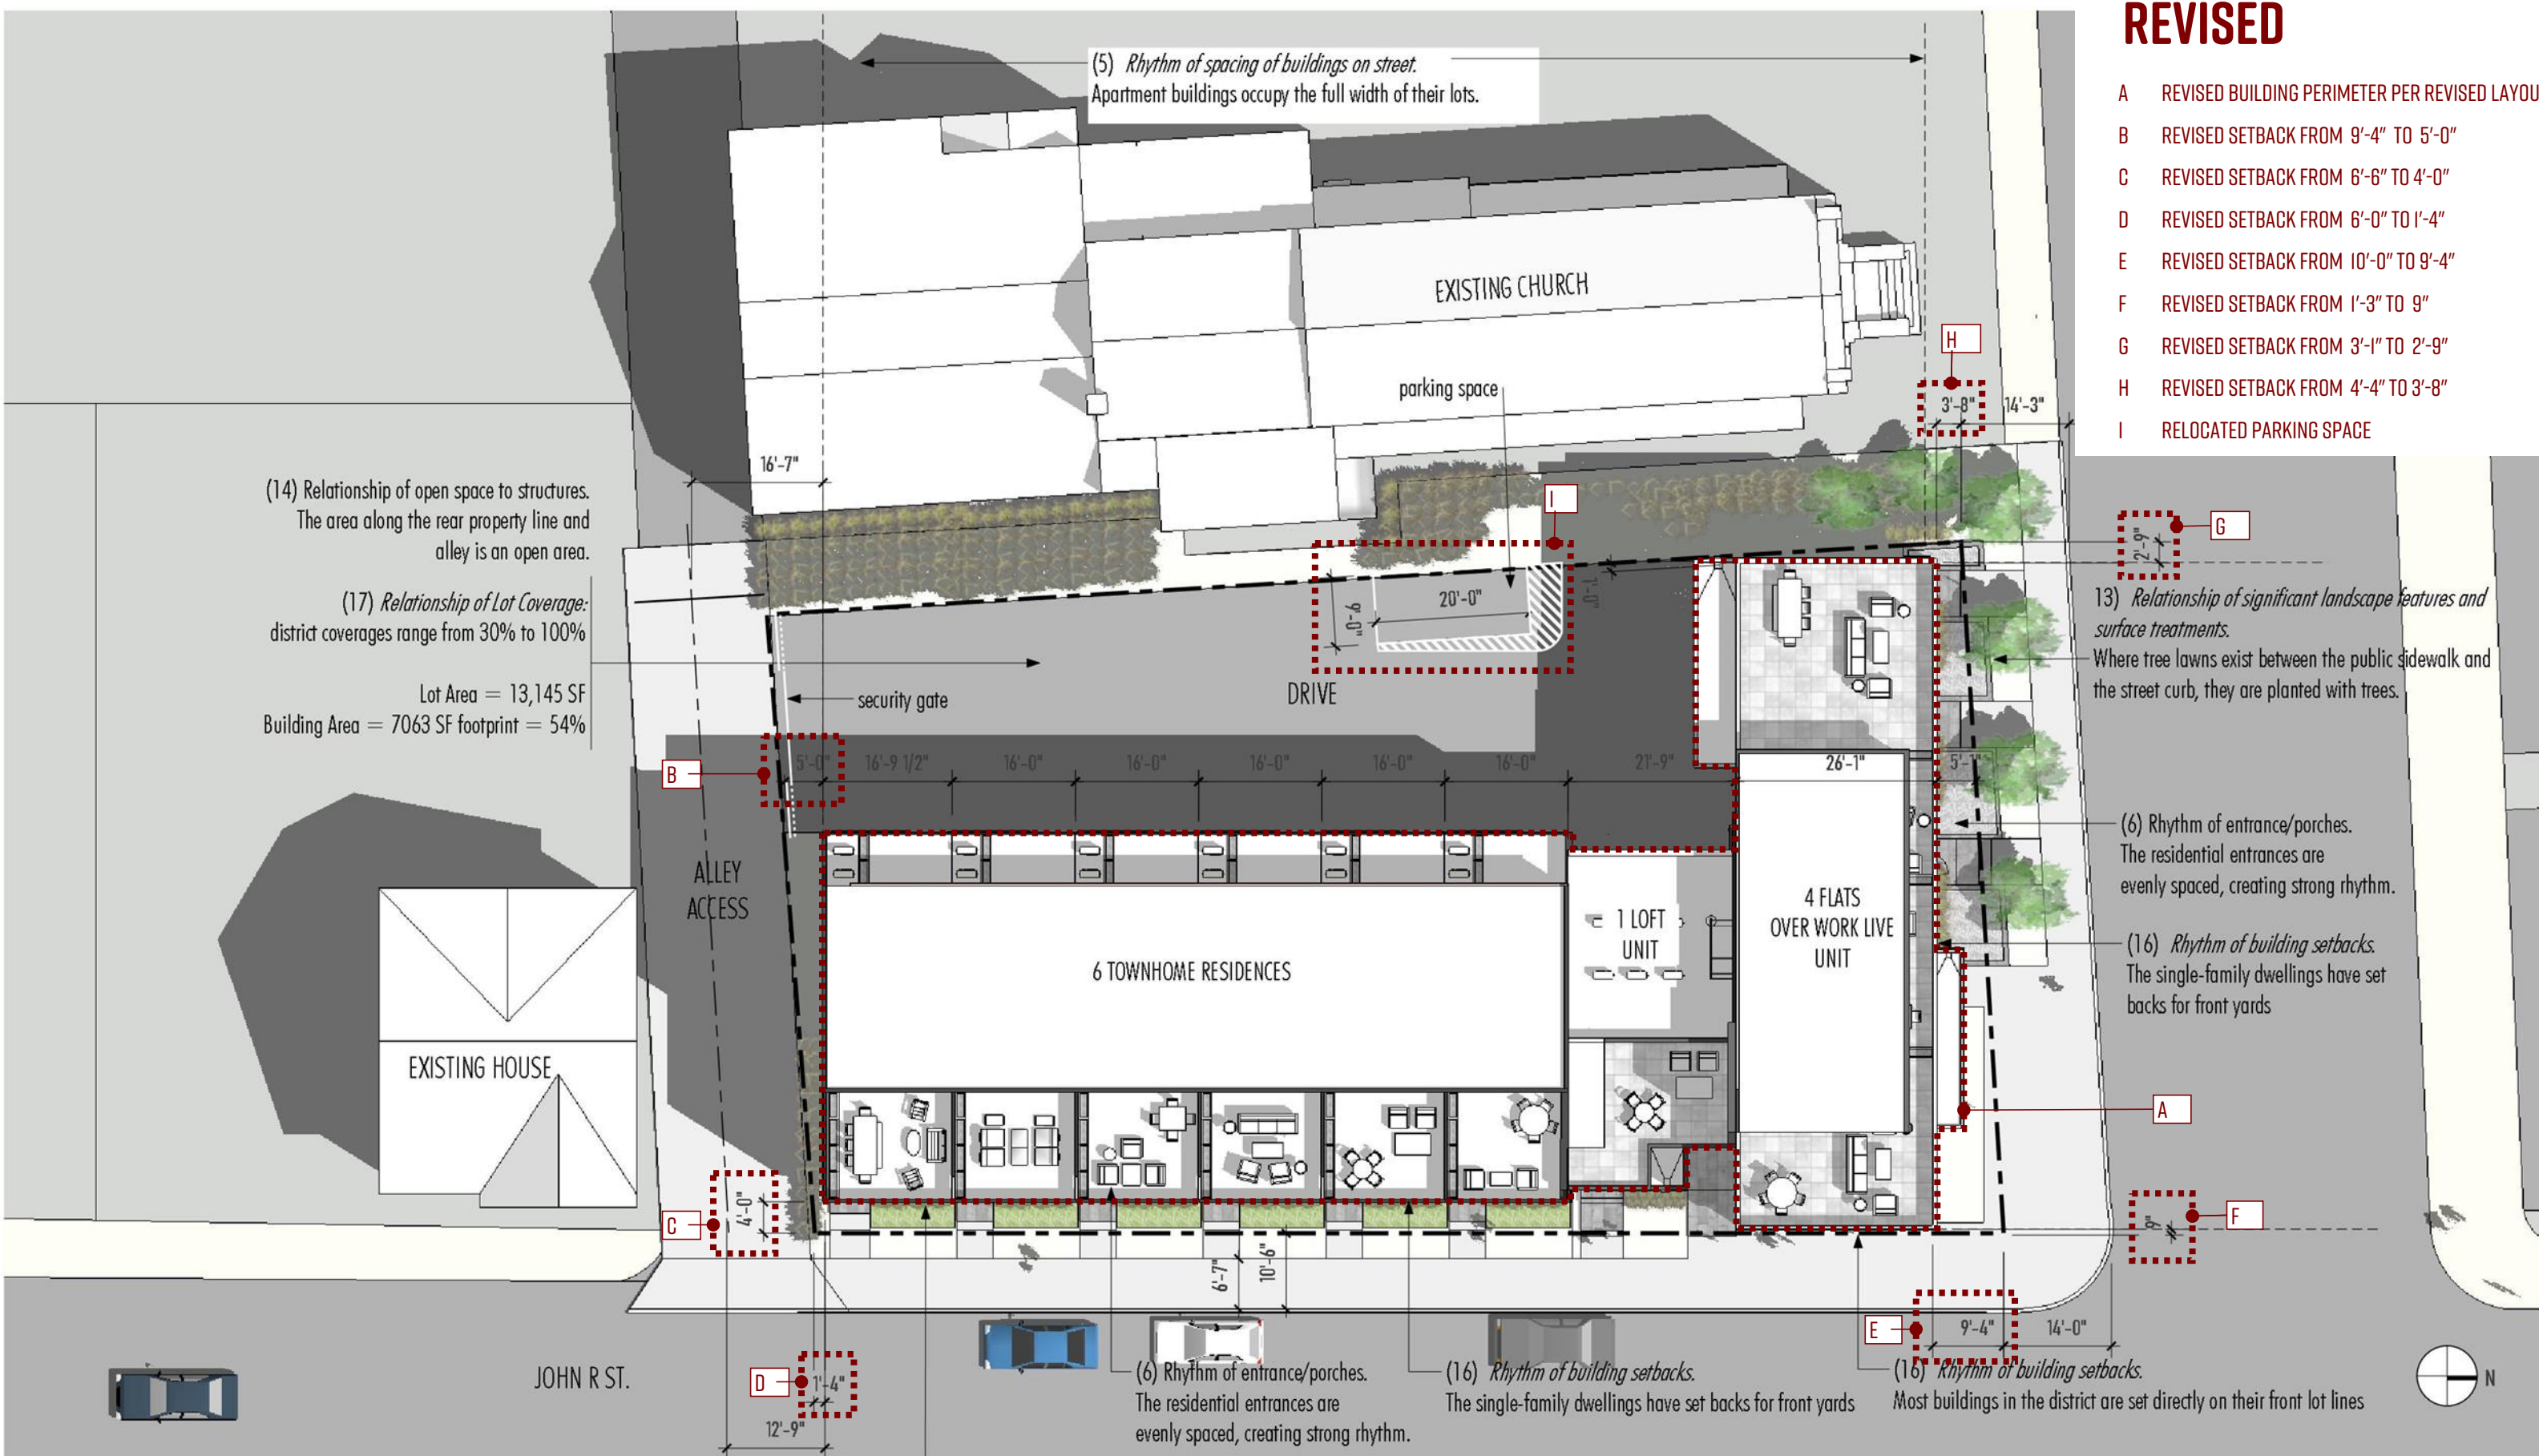 REVISED
A REVISED BUILDING PERIMETER PER REVISED LAYOU
B REVISED SETBACK FROM 9'-4" TO 5'-0"
C REVISED SETBACK FROM 6'-6" TO 4'-0"
D REVISED SETBACK FROM 6'-0" TO 1'-4"
E REVISED SETBACK FROM 10'-0" TO 9'-4"
F REVISED SETBACK FROM 1'-3" TO 9"
G REVISED SETBACK FROM 3'-1" TO 2'-9"
H REVISED SETBACK FROM 4'-4" TO 3'-8"
I RELOCATED PARKING SPACE
(5) Rhythm of spacing of buildings on street.
Apartment buildings occupy the full width of their lots.
EXISTING CHURCH
H
parking space
3'-8"
14'-3"
16'-7"
(14) Relationship of open space to structures.
The area along the rear property line and
alley is an open area.
I
G
2'-9"
(17) Relationship of Lot Coverage:
district coverages range from 30% to 100%
Lot Area = 13,145 SF
Building Area = 7063 SF footprint = 54%
20'-0"
9'-0"
1'-0"
13) Relationship of significant landscape features and
surface treatments.
Where tree lawns exist between the public sidewalk and
the street curb, they are planted with trees.
security gate
DRIVE
B
5'-0"
16'-9 1/2"
16'-0"
16'-0"
16'-0"
16'-0"
16'-0"
21'-9"
26'-1"
5'-1"
(6) Rhythm of entrance/porches.
The residential entrances are
evenly spaced, creating strong rhythm.
ALLEY
ACCESS
6 TOWNHOME RESIDENCES
1 LOFT
UNIT
4 FLATS
OVER WORK LIVE
UNIT
(16) Rhythm of building setbacks.
The single-family dwellings have set
backs for front yards
EXISTING HOUSE
A
C
4'-0"
F
9"
6'-7"
10'-6"
E
9'-4"
14'-0"
JOHN R ST.
D
1'-4"
12'-9"
(6) Rhythm of entrance/porches.
The residential entrances are
evenly spaced, creating strong rhythm.
(16) Rhythm of building setbacks.
The single-family dwellings have set backs for front yards
(16) Rhythm of building setbacks.
Most buildings in the district are set directly on their front lot lines
N